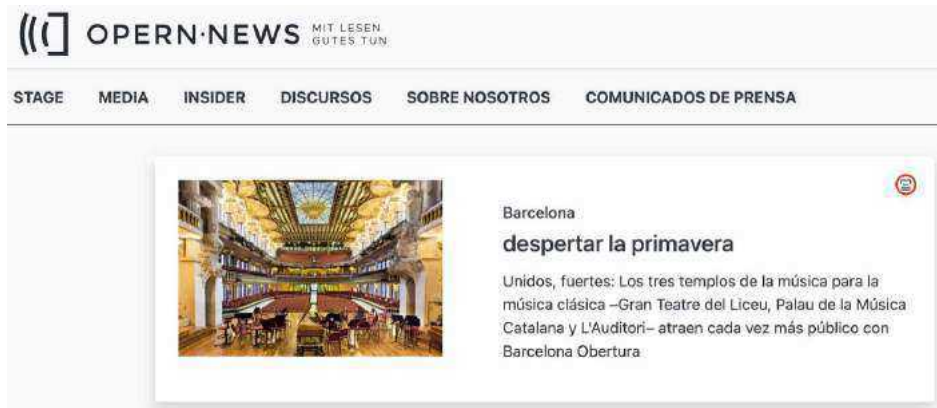 OPERN·NEWS MIT LESEN
GUTES TUN
STAGE MEDIA INSIDER DISCURSOS SOBRE NOSOTROS COMUNICADOS DE PRENSA
Barcelona
despertar la primavera
Unidos, fuertes: Los tres templos de la música para la
música clásica –Gran Teatre del Liceu, Palau de la Música
Catalana y L'Auditori– atraen cada vez más público con
Barcelona Obertura